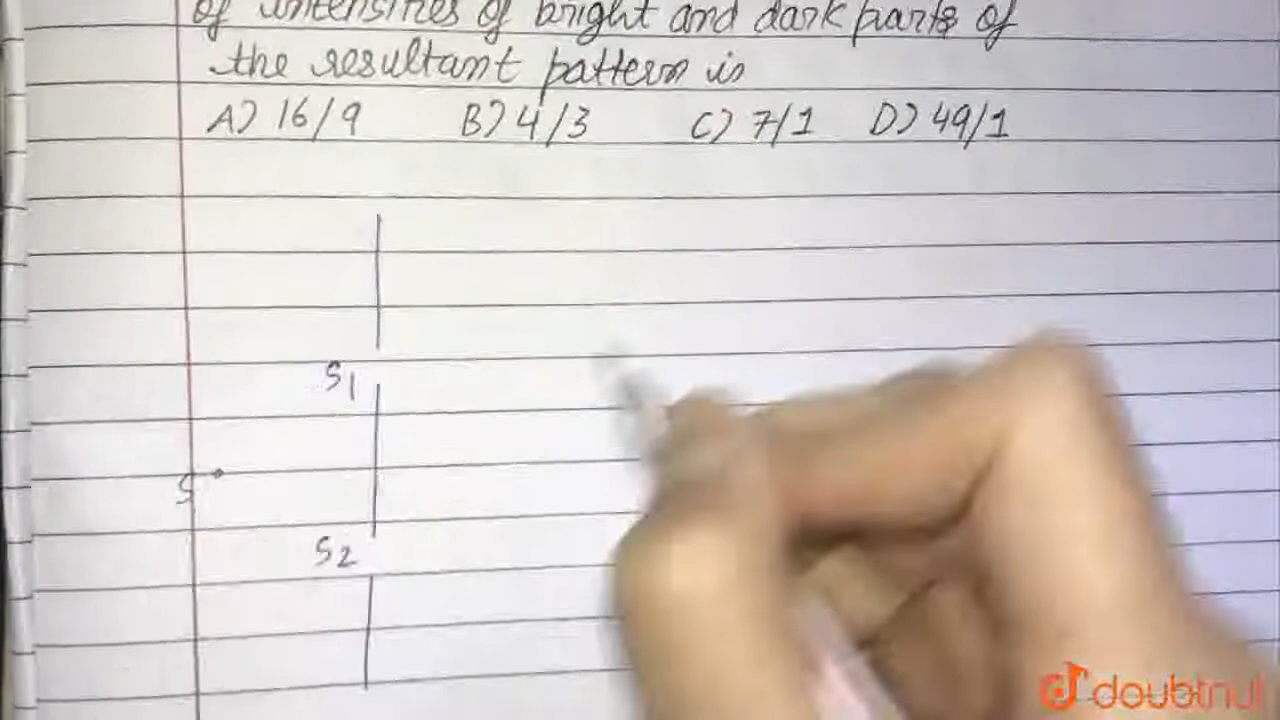 of intensities of bright and dark parts of
the resultant pattern is
A) 16/9 B) 4/3 C) 7/1 D) 49/1
S1
S
S2
doubtnut